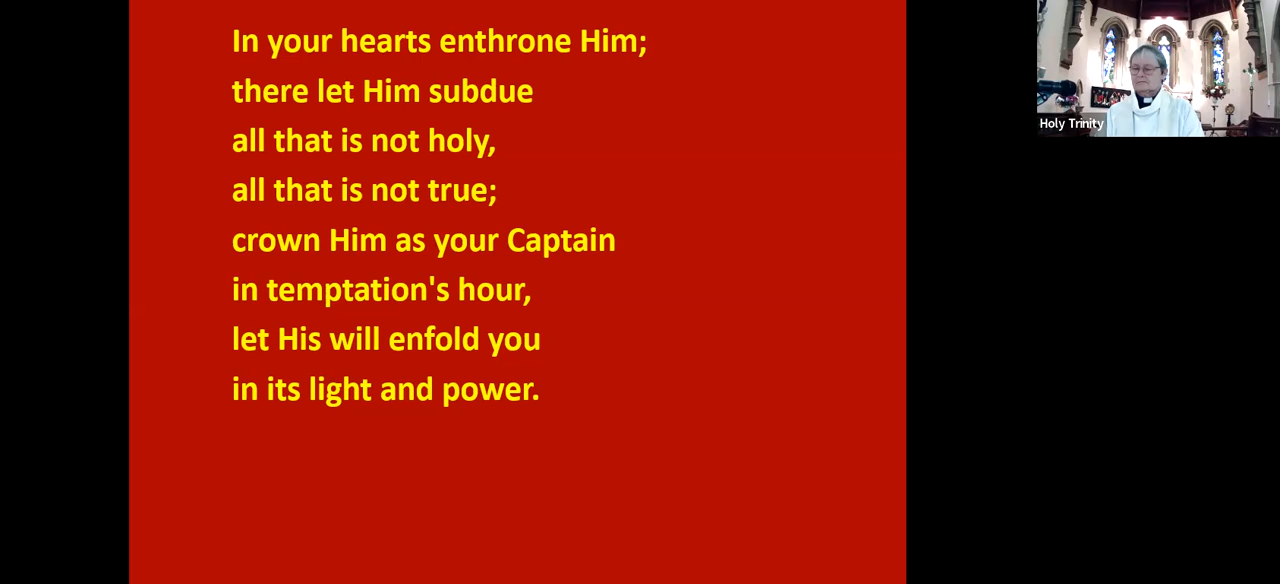 In your hearts enthrone Him;
there let Him subdue
all that is not holy,
all that is not true;
crown Him as your Captain
in temptation's hour,
let His will enfold you
in its light and power.
Holy Trinity